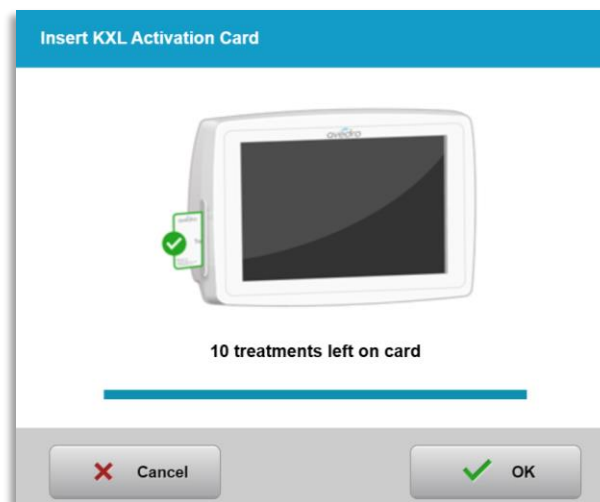 Insert KXL Activation Card
avedro
10 treatments left on card
Cancel
OK